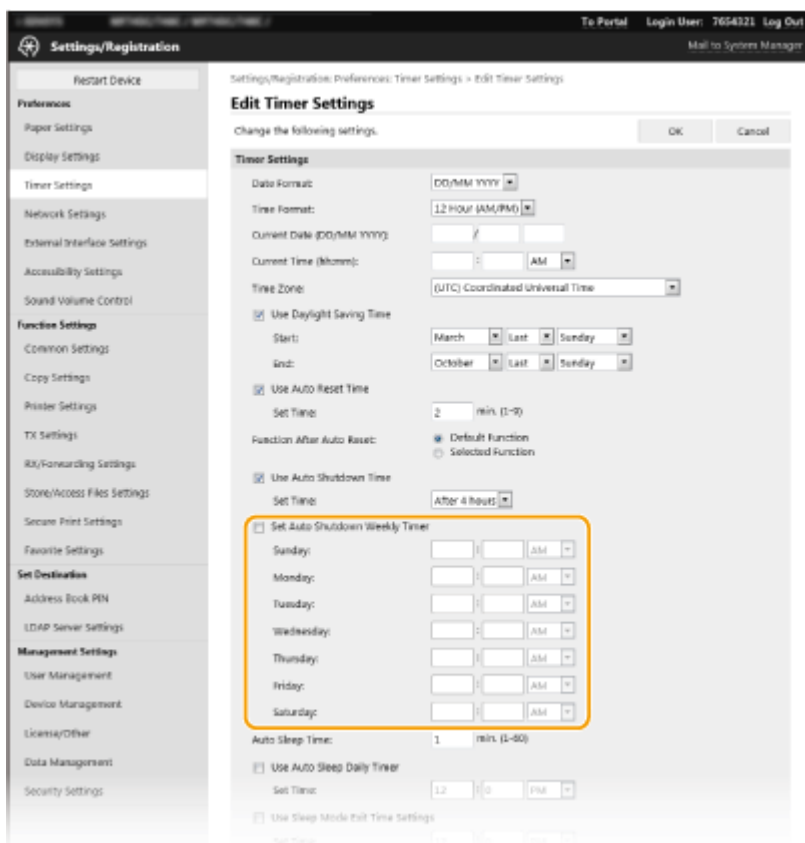 To Portal Login User: 7654321 Log Out
Settings/Registration
Mail to System Manager
Restart Device
Preferences
Paper Settings
Display Settings
Timer Settings
Network Settings
External Interface Settings
Accessibility Settings
Sound Volume Control
Function Settings
Common Settings
Copy Settings
Printer Settings
TX Settings
RX/Forwarding Settings
Store/Access Files Settings
Secure Print Settings
Favorite Settings
Set Destination
Address Book PIN
LDAP Server Settings
Management Settings
User Management
Device Management
License/Other
Data Management
Security Settings
Settings/Registration: Preferences: Timer Settings > Edit Timer Settings
Edit Timer Settings
Change the following settings.
OK Cancel
Timer Settings
Date Format: DD/MM YYYY
Time Format: 12 Hour (AM/PM)
Current Date (DD/MM YYYY): /
Current Time (hh:mm): : AM
Time Zone: (UTC) Coordinated Universal Time
Use Daylight Saving Time
Start: March Last Sunday
End: October Last Sunday
Use Auto Reset Time
Set Time: 2 min. (1-9)
Function After Auto Reset: Default Function
Selected Function
Use Auto Shutdown Time
Set Time: After 4 hours
Set Auto Shutdown Weekly Timer
Sunday: : AM
Monday: : AM
Tuesday: : AM
Wednesday: : AM
Thursday: : AM
Friday: : AM
Saturday: : AM
Auto Sleep Time: 1 min. (1-60)
Use Auto Sleep Daily Timer
Set Time: 12 : 0 PM
Use Sleep Mode Exit Time Settings